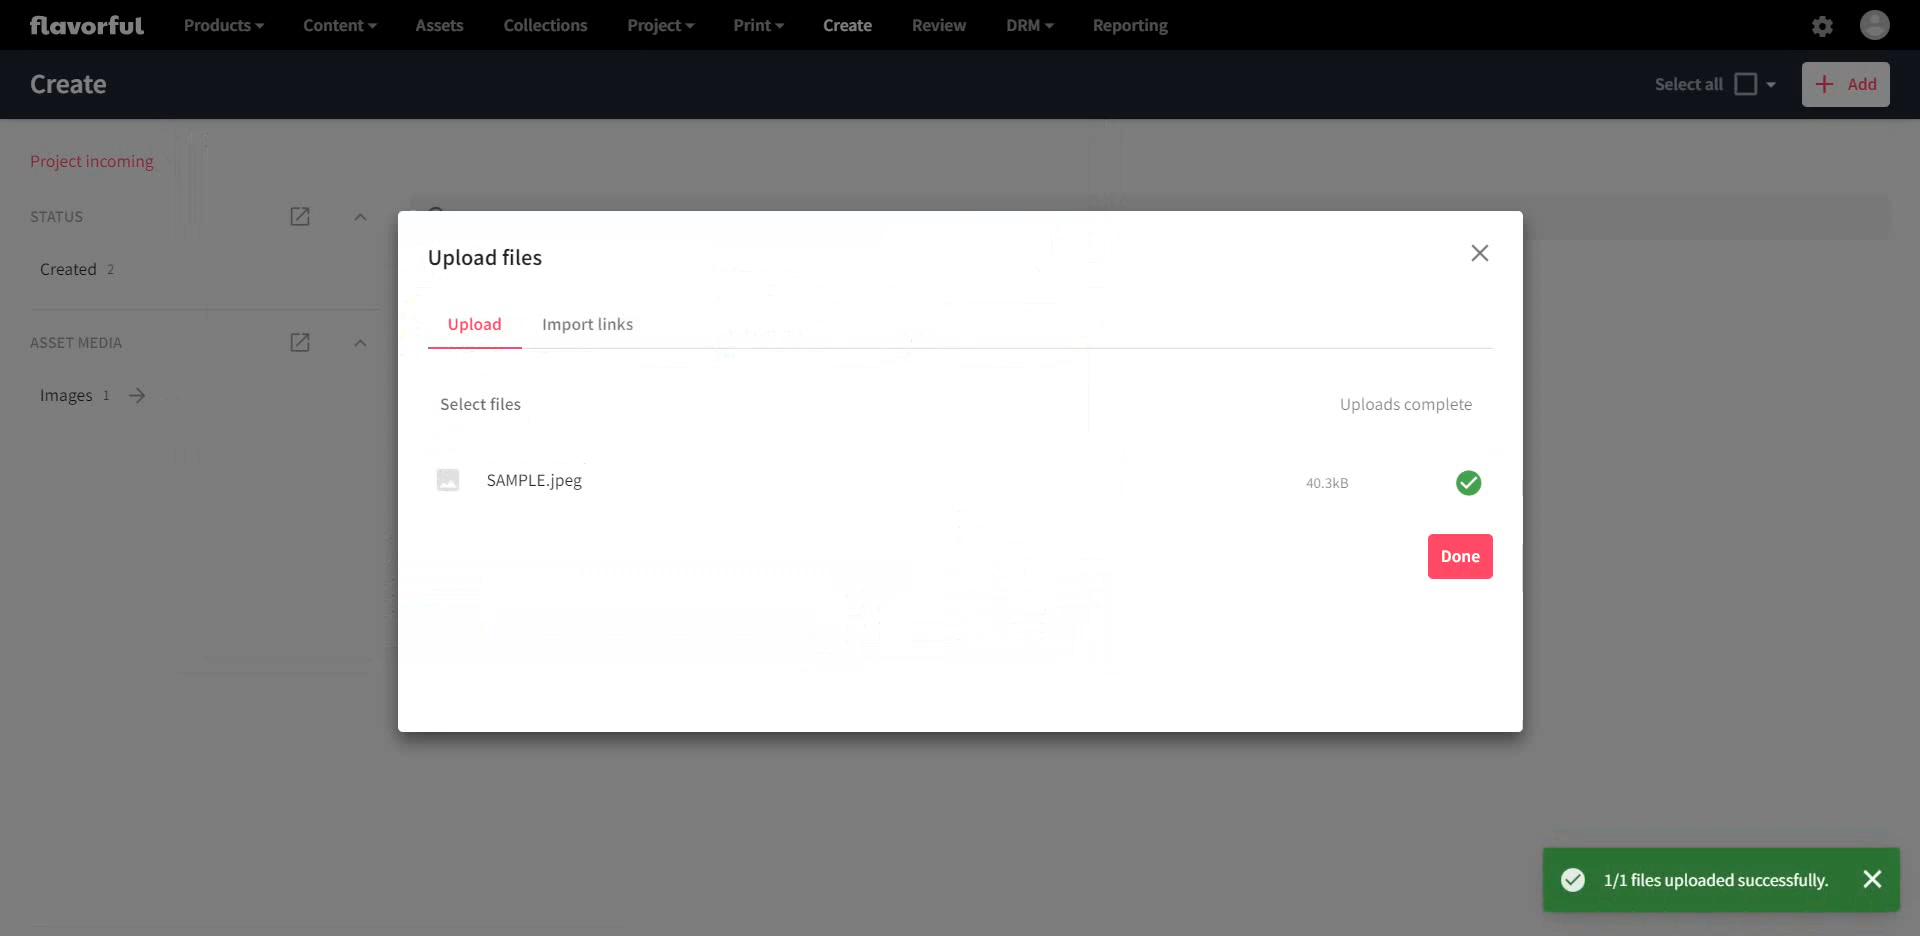 flavorful Products Content Assets Collections Project Print Create Review DRM Reporting
Create Select all Add
Project incoming
STATUS
Created 2
ASSET MEDIA
Images 1
Upload files
Upload Import links
Select files Uploads complete
SAMPLE.jpeg 40.3kB
Done
1/1 files uploaded successfully.